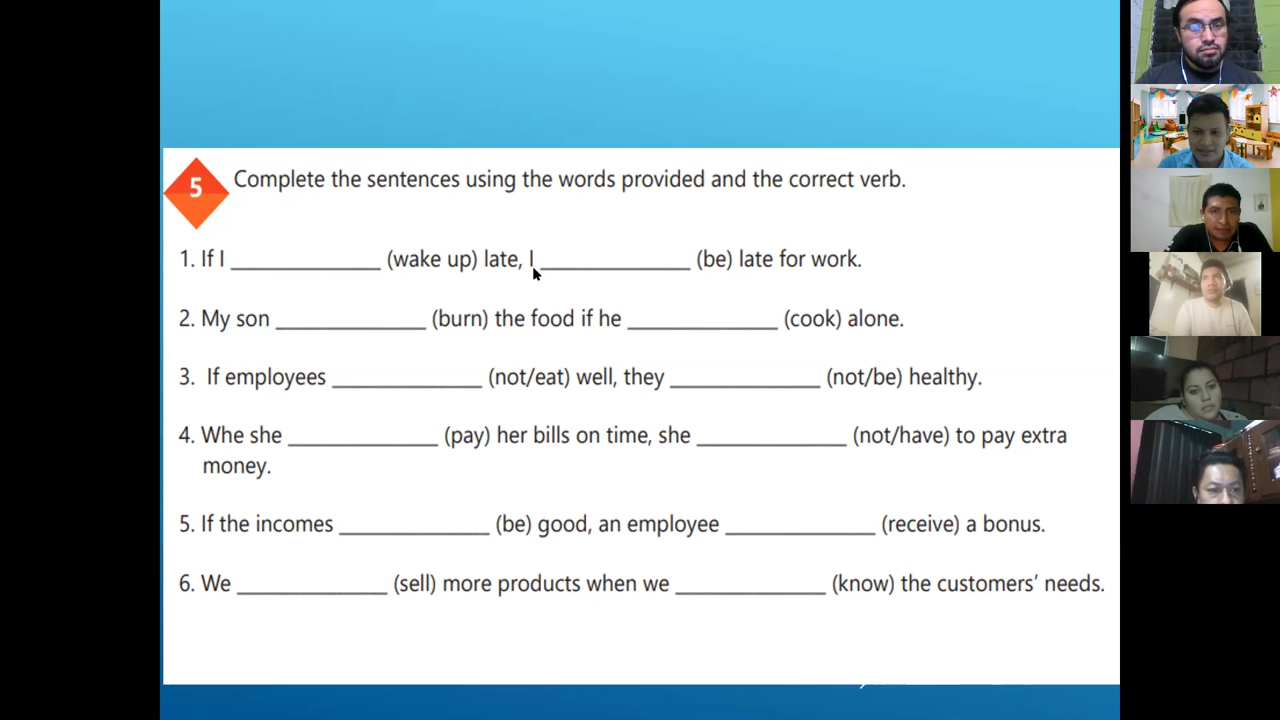 5 Complete the sentences using the words provided and the correct verb.
1. If I ______________ (wake up) late, I ______________ (be) late for work.
2. My son ______________ (burn) the food if he ______________ (cook) alone.
3. If employees ______________ (not/eat) well, they ______________ (not/be) healthy.
4. Whe she ______________ (pay) her bills on time, she ______________ (not/have) to pay extra
money.
5. If the incomes ______________ (be) good, an employee ______________ (receive) a bonus.
6. We ______________ (sell) more products when we ______________ (know) the customers’ needs.